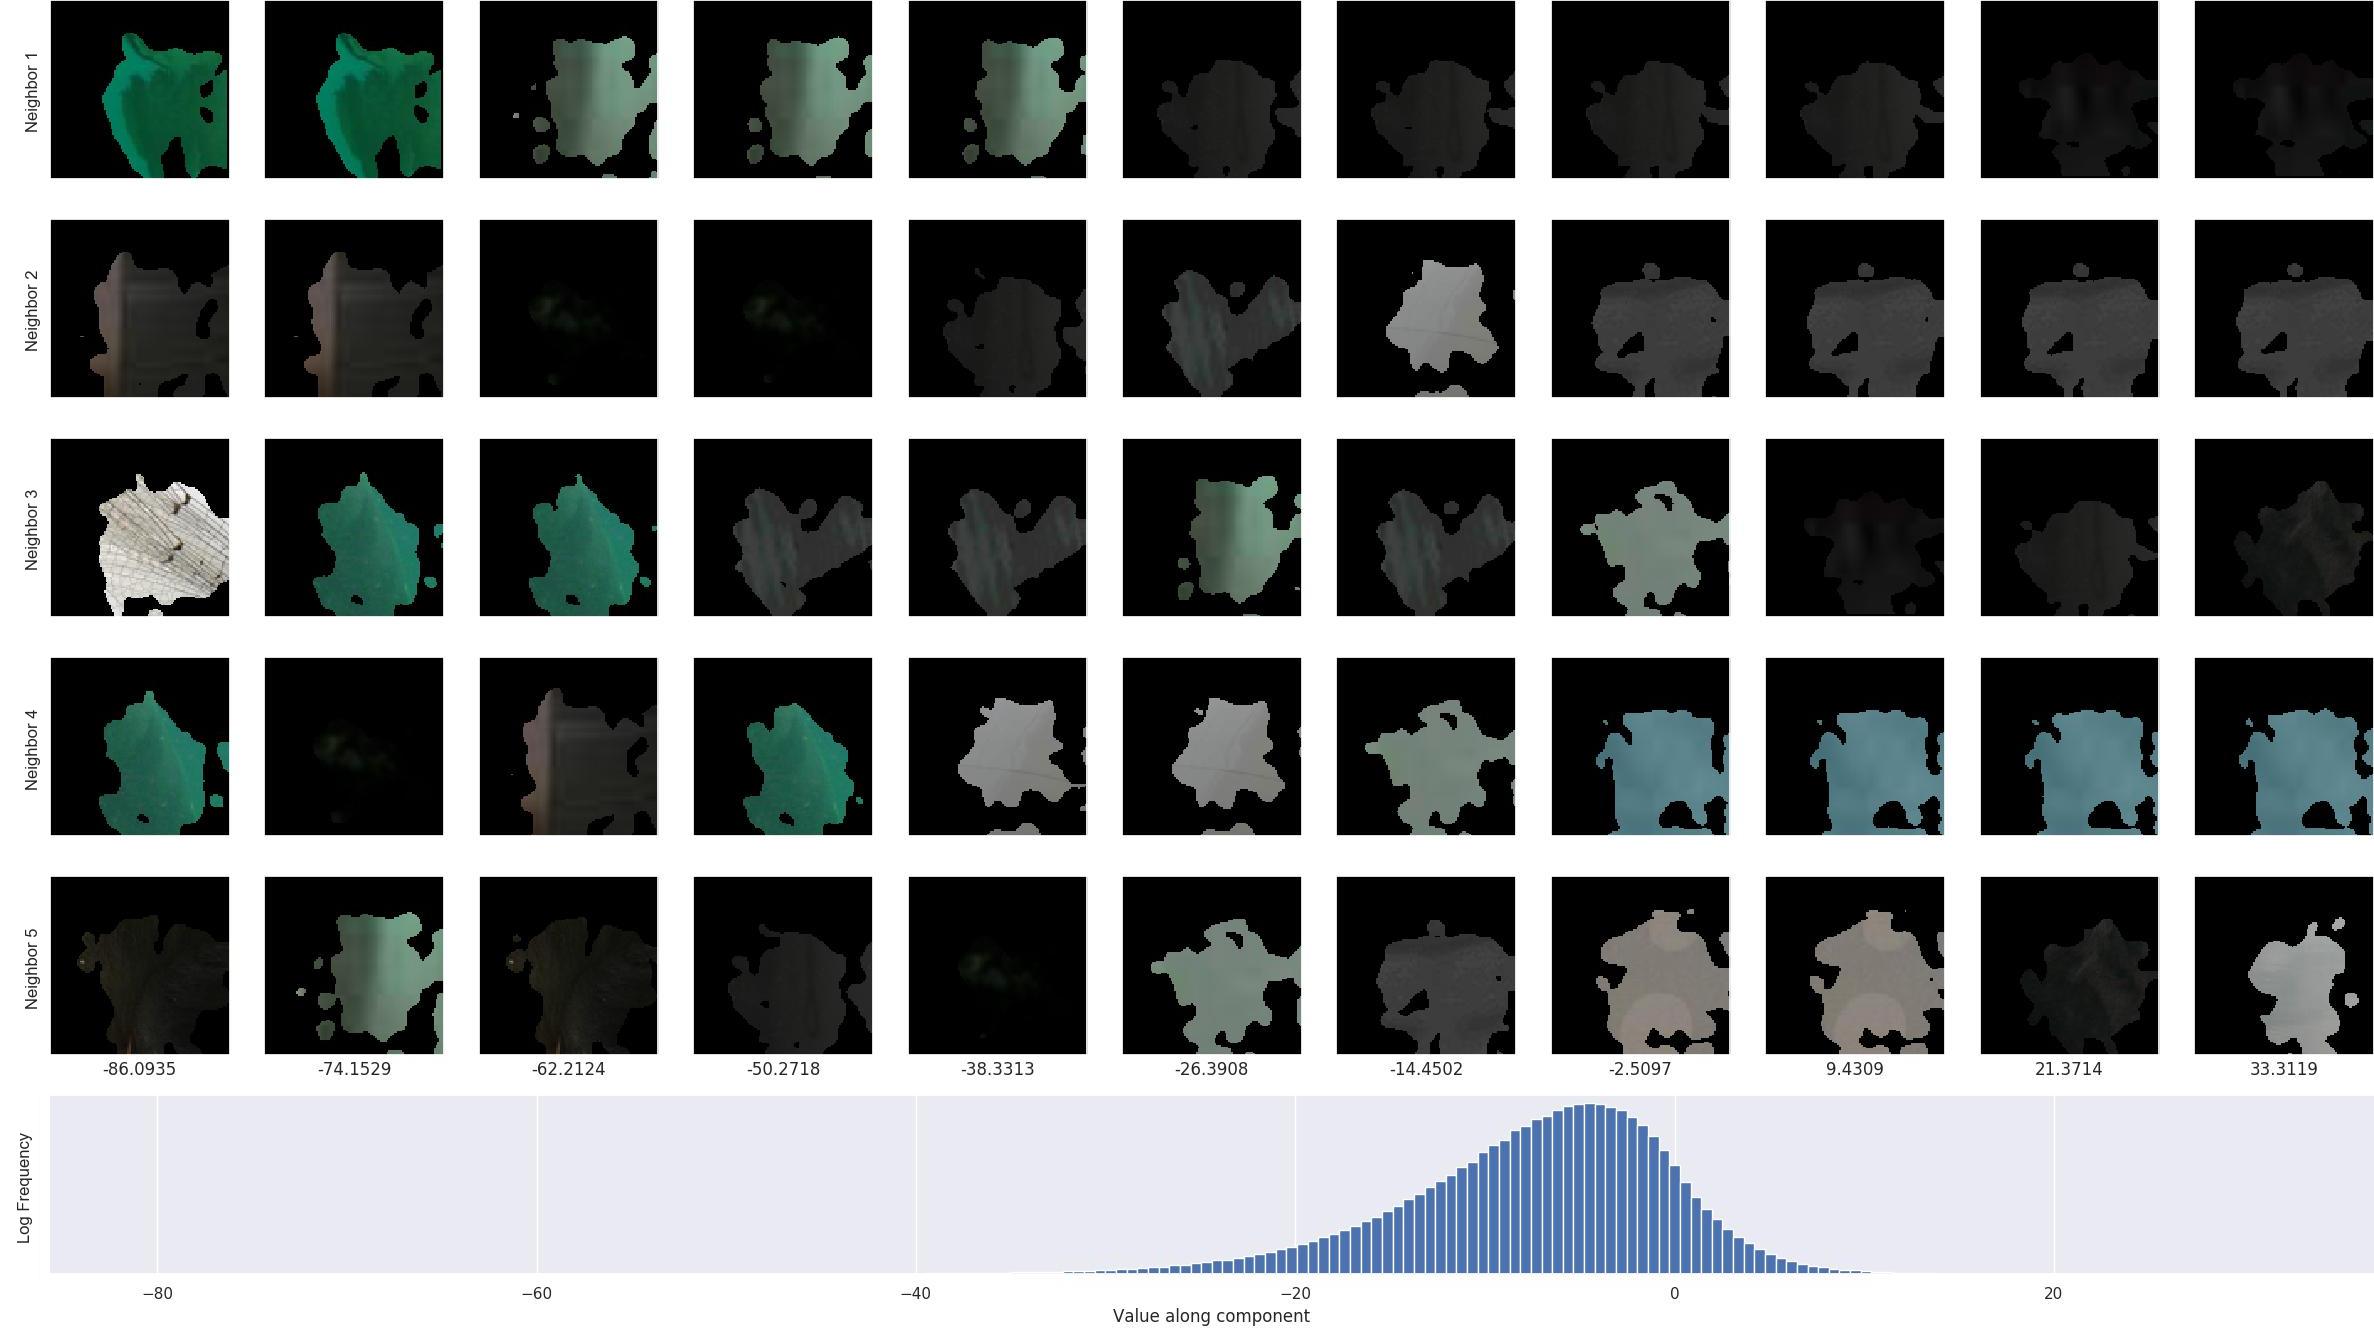 Neighbor 1
Neighbor 2
Neighbor 3
Neighbor 4
Neighbor 5
-86.0935 -74.1529 -62.2124 -50.2718 -38.3313 -26.3908 -14.4502 -2.5097 9.4309 21.3714 33.3119
Log Frequency
−80 −60 −40 −20 0 20
Value along component